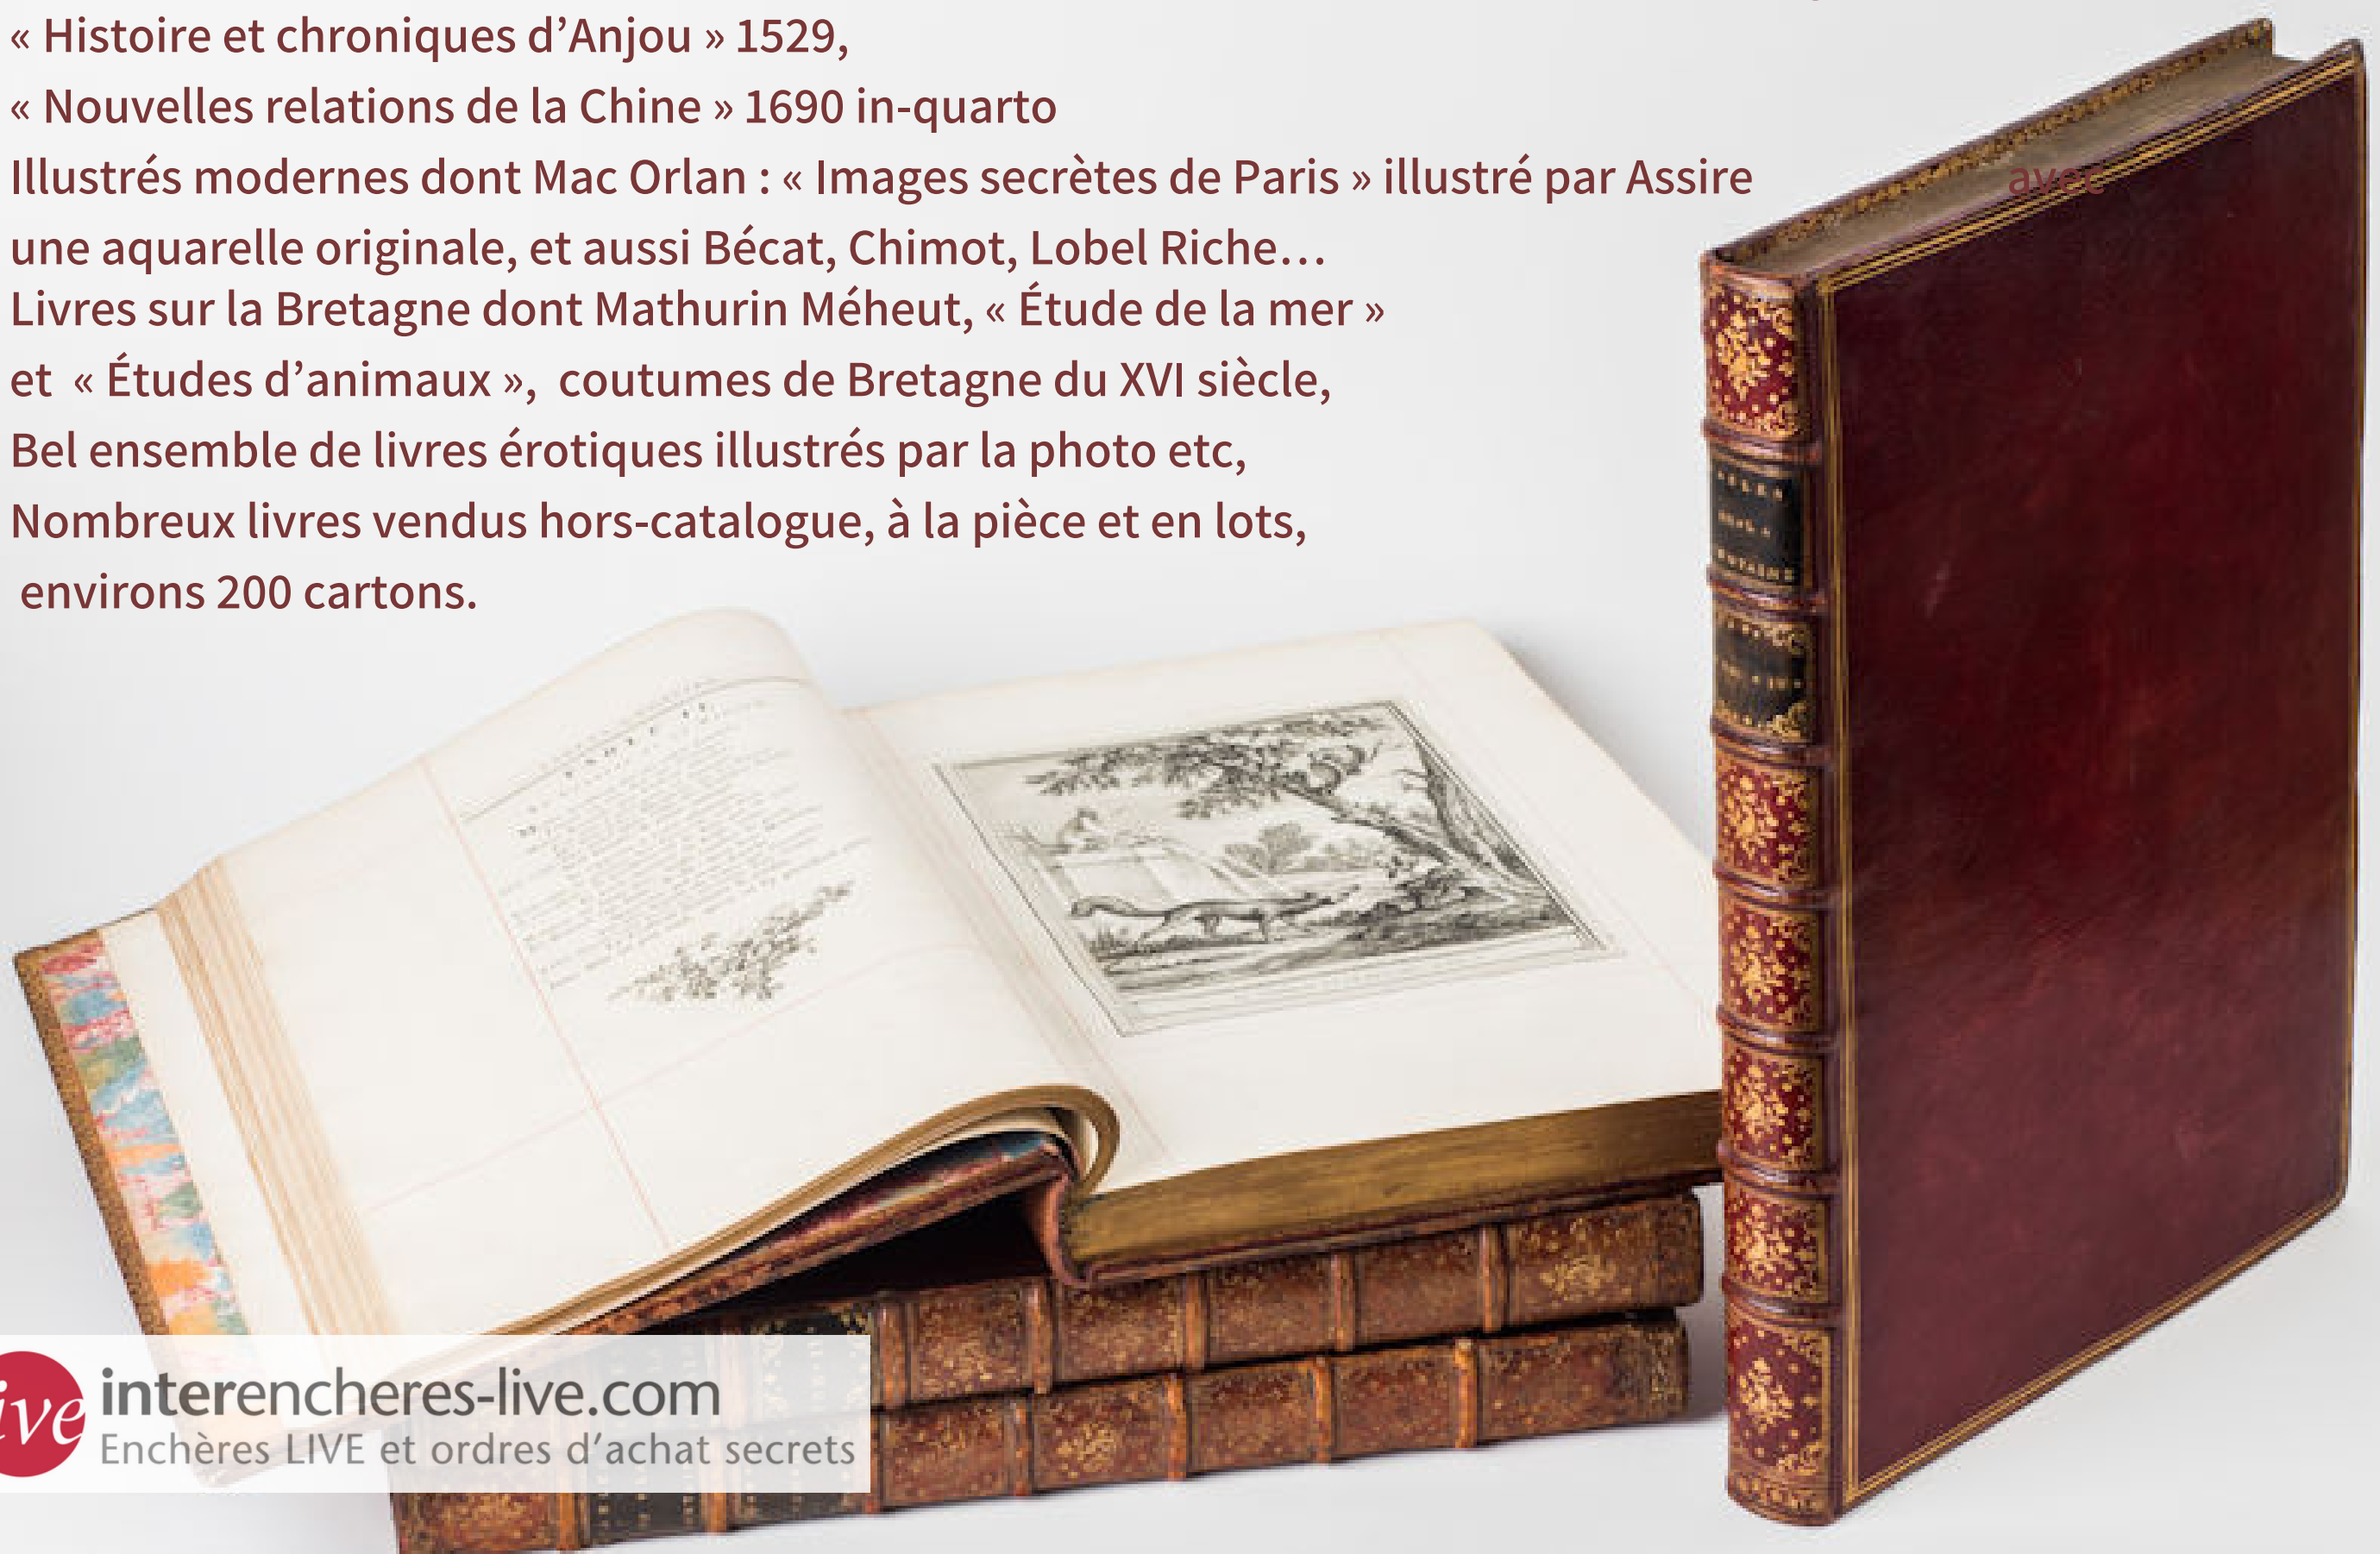 « Histoire et chroniques d’Anjou » 1529,
« Nouvelles relations de la Chine » 1690 in-quarto
Illustrés modernes dont Mac Orlan : « Images secrètes de Paris » illustré par Assire avec
une aquarelle originale, et aussi Bécat, Chimot, Lobel Riche…
Livres sur la Bretagne dont Mathurin Méheut, « Étude de la mer »
et « Études d’animaux », coutumes de Bretagne du XVI siècle,
Bel ensemble de livres érotiques illustrés par la photo etc,
Nombreux livres vendus hors-catalogue, à la pièce et en lots,
environs 200 cartons.
interencheres-live.com
Enchères LIVE et ordres d’achat secrets